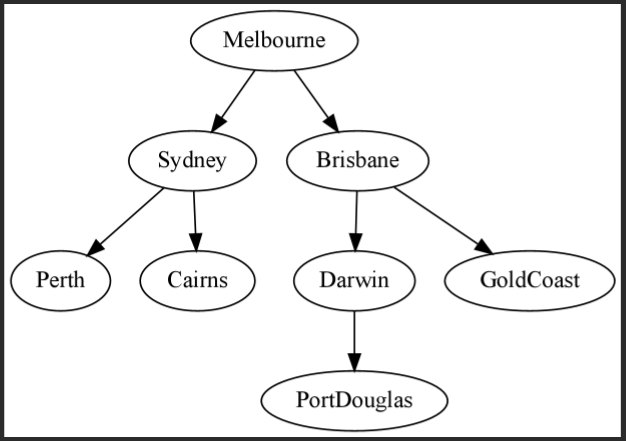 Melbourne
Sydney
Brisbane
Perth
Cairns
Darwin
GoldCoast
PortDouglas